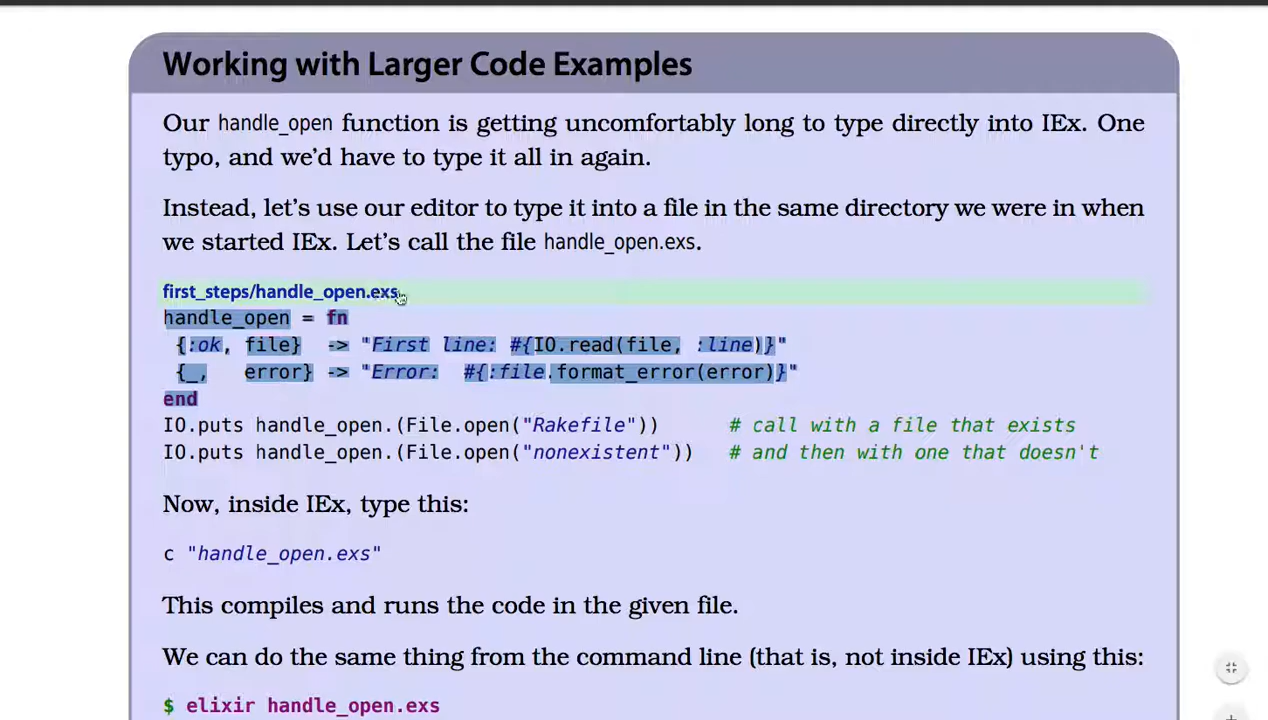 Working with Larger Code Examples
Our handle_open function is getting uncomfortably long to type directly into IEx. One
typo, and we'd have to type it all in again.
Instead, let's use our editor to type it into a file in the same directory we were in when
we started IEx. Let's call the file handle_open.exs.
first_steps/handle_open.exs
handle_open = fn
{:ok, file} -> "First line: #{IO.read(file, :line)}"
{_, error} -> "Error: #{:file.format_error(error)}"
end
IO.puts handle_open.(File.open("Rakefile")) # call with a file that exists
IO.puts handle_open.(File.open("nonexistent")) # and then with one that doesn't
Now, inside IEx, type this:
c "handle_open.exs"
This compiles and runs the code in the given file.
We can do the same thing from the command line (that is, not inside IEx) using this:
$ elixir handle_open.exs